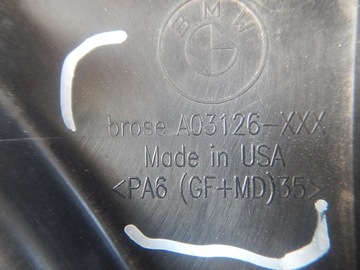 BMW
brose A03126-XXX
Made in USA
<PA6 (GF+MD)35>